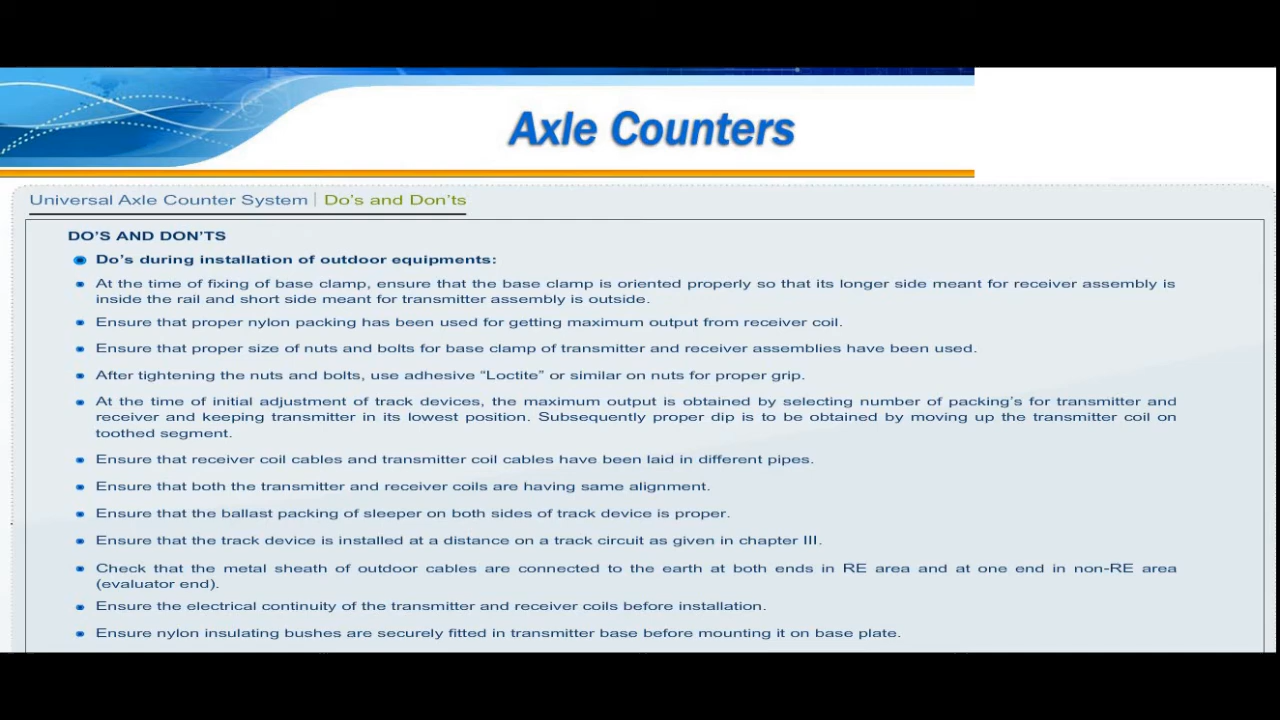 Axle Counters
Universal Axle Counter System | Do's and Don'ts
DO'S AND DON'TS
Do's during installation of outdoor equipments:
At the time of fixing of base clamp, ensure that the base clamp is oriented properly so that its longer side meant for receiver assembly is
inside the rail and short side meant for transmitter assembly is outside.
Ensure that proper nylon packing has been used for getting maximum output from receiver coil.
Ensure that proper size of nuts and bolts for base clamp of transmitter and receiver assemblies have been used.
After tightening the nuts and bolts, use adhesive “Loctite” or similar on nuts for proper grip.
At the time of initial adjustment of track devices, the maximum output is obtained by selecting number of packing's for transmitter and
receiver and keeping transmitter in its lowest position. Subsequently proper dip is to be obtained by moving up the transmitter coil on
toothed segment.
Ensure that receiver coil cables and transmitter coil cables have been laid in different pipes.
Ensure that both the transmitter and receiver coils are having same alignment.
Ensure that the ballast packing of sleeper on both sides of track device is proper.
Ensure that the track device is installed at a distance on a track circuit as given in chapter III.
Check that the metal sheath of outdoor cables are connected to the earth at both ends in RE area and at one end in non-RE area
(evaluator end).
Ensure the electrical continuity of the transmitter and receiver coils before installation.
Ensure nylon insulating bushes are securely fitted in transmitter base before mounting it on base plate.